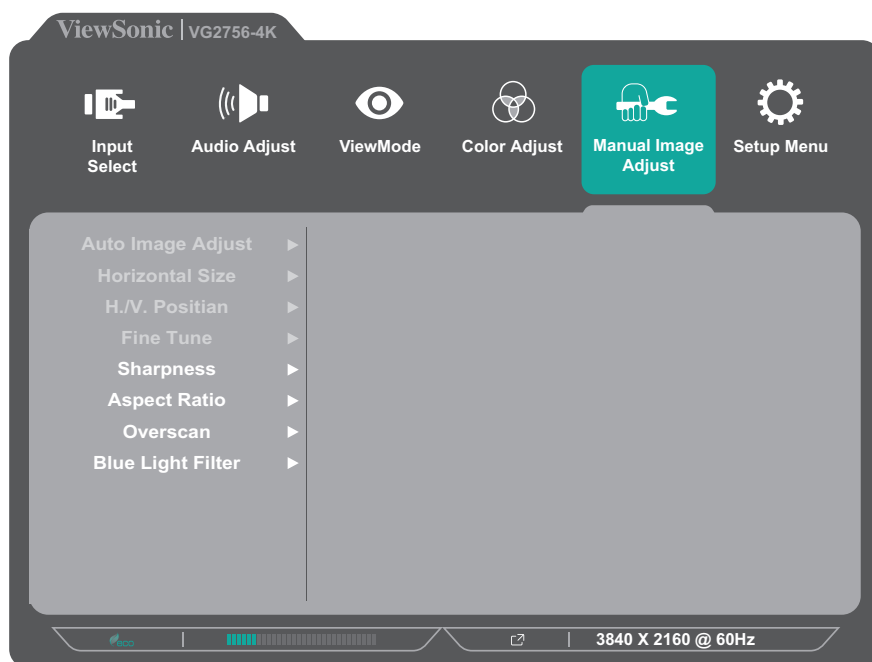 ViewSonic | VG2756-4K
Input Select
Audio Adjust
ViewMode
Color Adjust
Manual Image Adjust
Setup Menu
Auto Image Adjust
Horizontal Size
H./V. Positian
Fine Tune
Sharpness
Aspect Ratio
Overscan
Blue Light Filter
eco
3840 X 2160 @ 60Hz